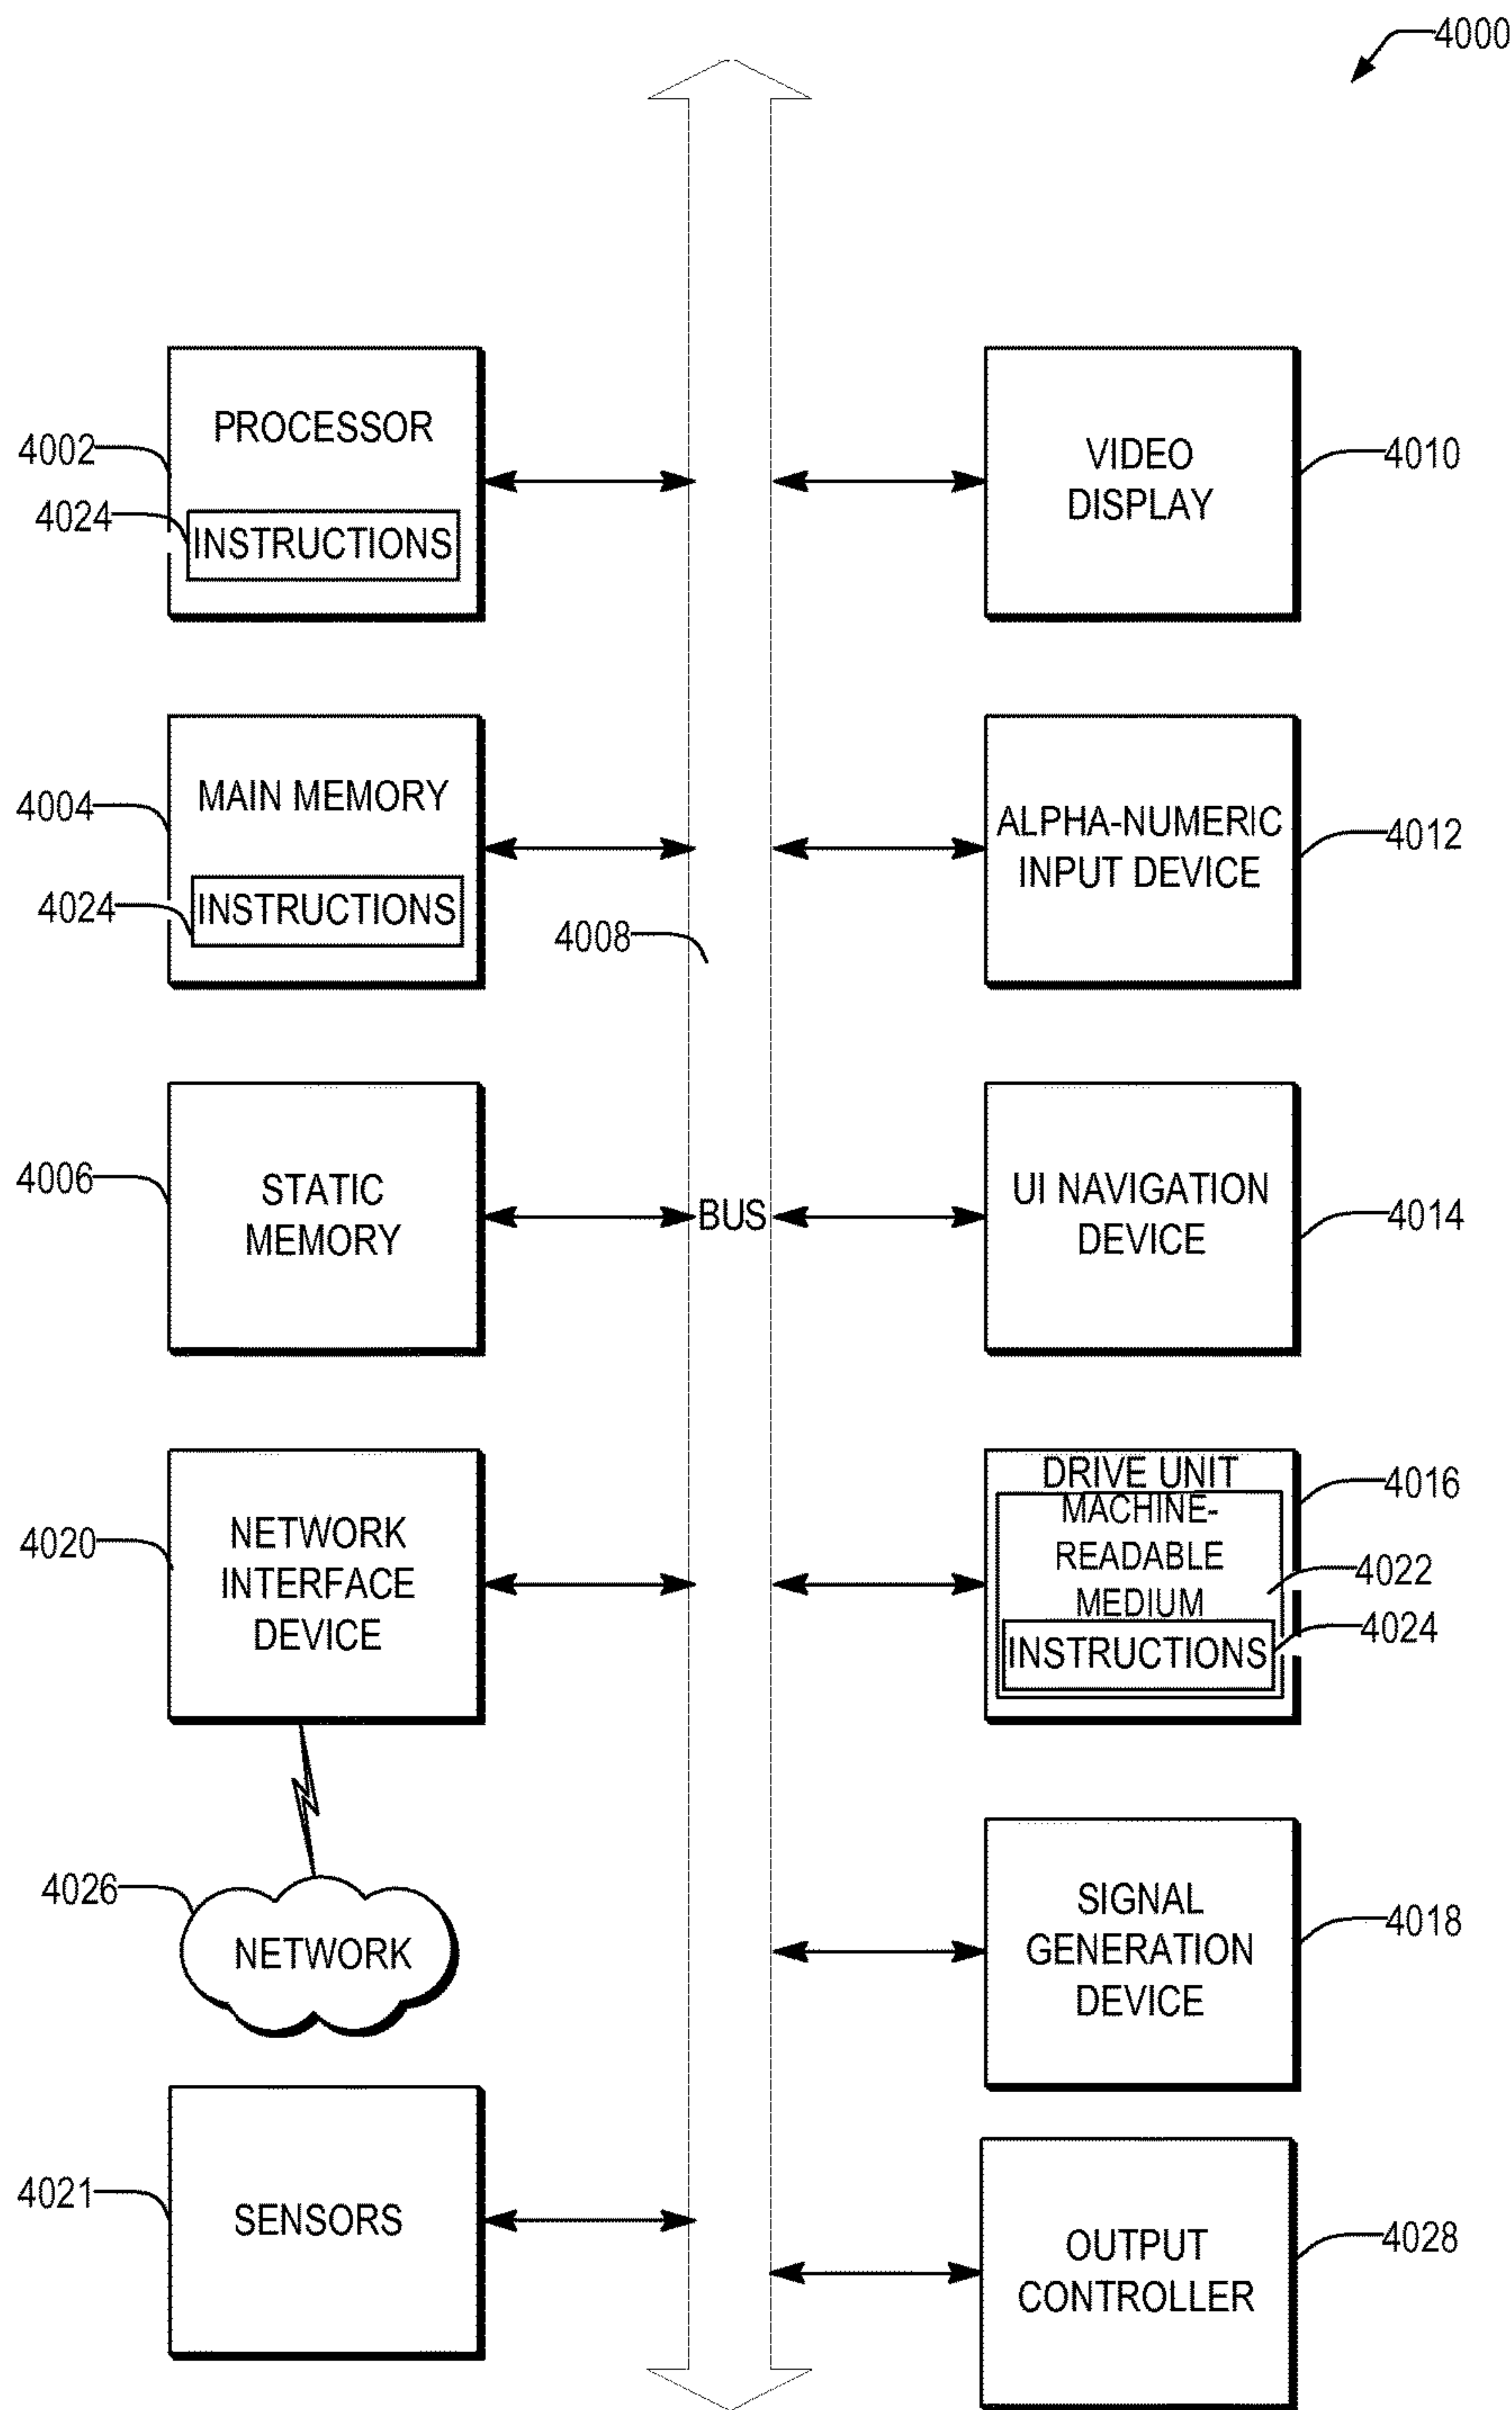 4000
PROCESSOR
4002
4024
INSTRUCTIONS
VIDEO
DISPLAY
4010
MAIN MEMORY
4004
4024
INSTRUCTIONS
4008
ALPHA-NUMERIC
INPUT DEVICE
4012
4006
STATIC
MEMORY
BUS
UI NAVIGATION
DEVICE
4014
4020
NETWORK
INTERFACE
DEVICE
DRIVE UNIT
4016
MACHINE-
READABLE
MEDIUM
4022
INSTRUCTIONS
4024
4026
NETWORK
SIGNAL
GENERATION
DEVICE
4018
4021
SENSORS
OUTPUT
CONTROLLER
4028